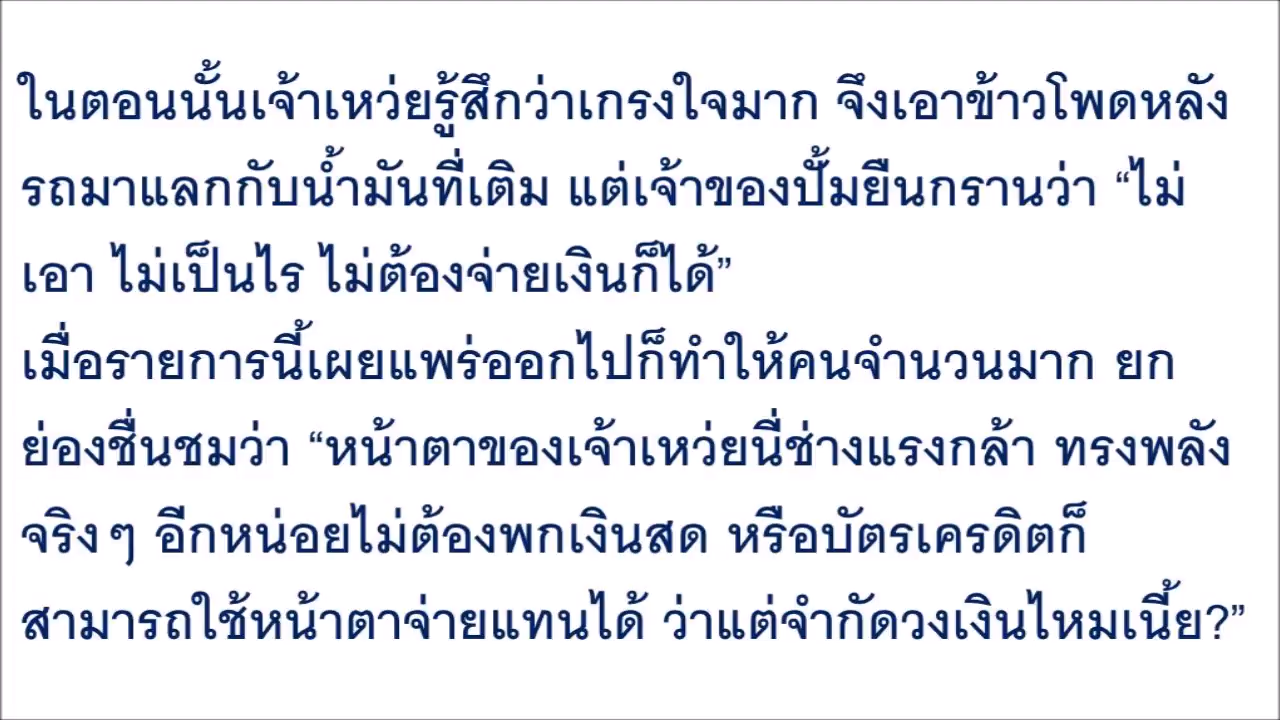 ในตอนนั้นเจ้าเหว่ยรู้สึกว่าเกรงใจมาก จึงเอาข้าวโพดหลัง
รถมาแลกกับน้ำมันที่เติม แต่เจ้าของปั้มยืนกรานว่า “ไม่
เอา ไม่เป็นไร ไม่ต้องจ่ายเงินก็ได้”
เมื่อรายการนี้เผยแพร่ออกไปก็ทำให้คนจำนวนมาก ยก
ย่องชื่นชมว่า “หน้าตาของเจ้าเหว่ยนี่ช่างแรงกล้า ทรงพลัง
จริงๆ อีกหน่อยไม่ต้องพกเงินสด หรือบัตรเครดิตก็
สามารถใช้หน้าตาจ่ายแทนได้ ว่าแต่จำกัดวงเงินไหมเนี้ย?”